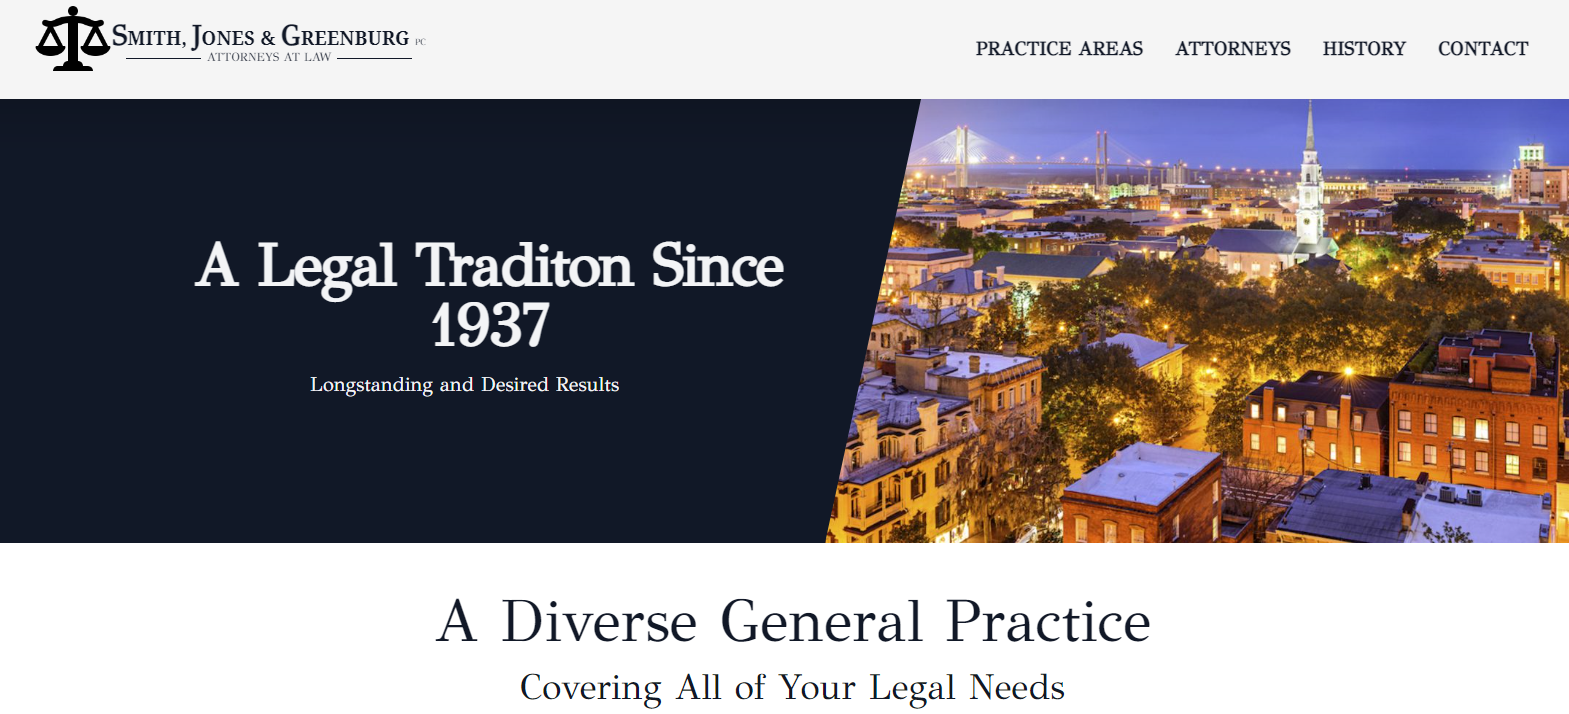 SMITH, JONES & GREENBURG PC
ATTORNEYS AT LAW
PRACTICE AREAS ATTORNEYS HISTORY CONTACT
A Legal Traditon Since
1937
Longstanding and Desired Results
A Diverse General Practice
Covering All of Your Legal Needs